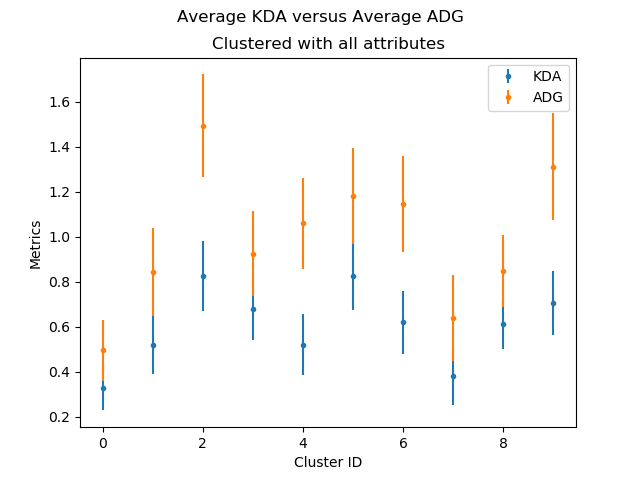 Average KDA versus Average ADG
Clustered with all attributes
KDA
ADG
1.6
1.4
1.2
1.0
0.8
0.6
0.4
0.2
Metrics
0 2 4 6 8
Cluster ID